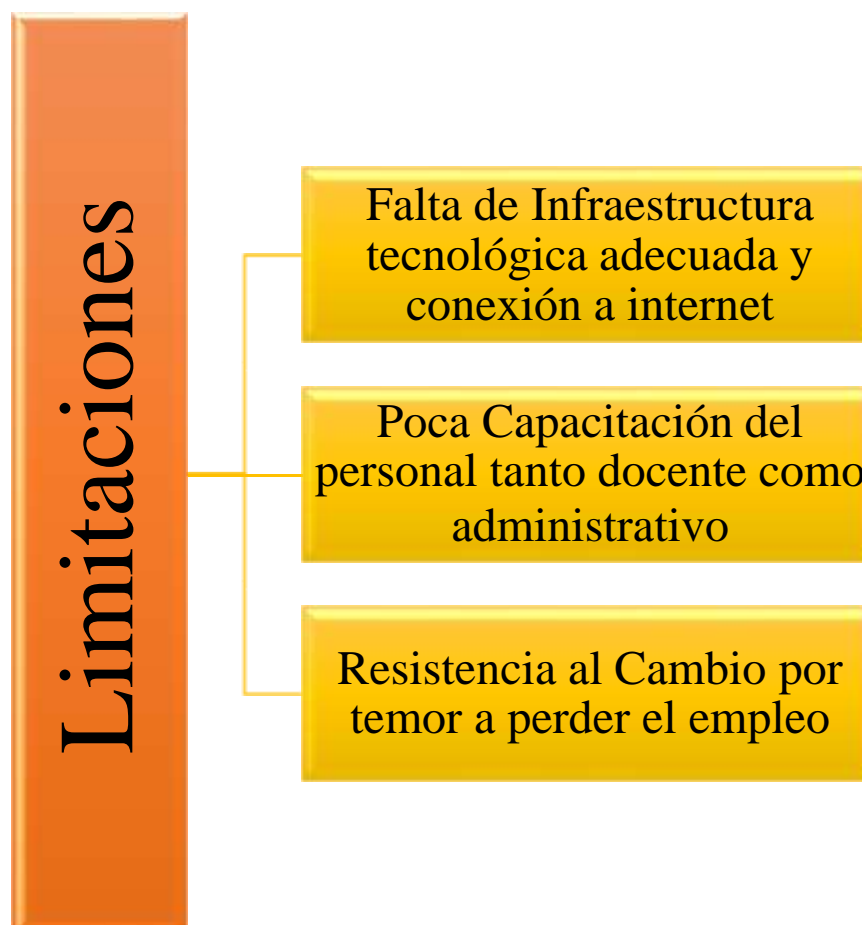 Limitaciones
Falta de Infraestructura
tecnológica adecuada y
conexión a internet
Poca Capacitación del
personal tanto docente como
administrativo
Resistencia al Cambio por
temor a perder el empleo